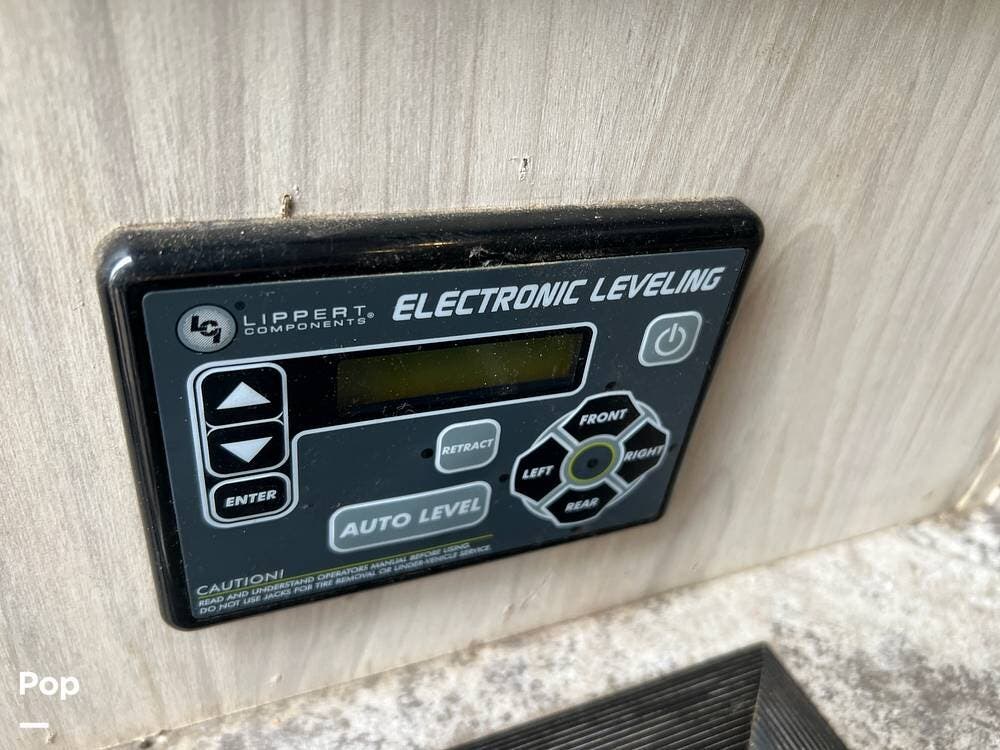 LCI LIPPERT COMPONENTS® ELECTRONIC LEVELING
FRONT
RETRACT
LEFT
RIGHT
ENTER
REAR
AUTO LEVEL
CAUTION!
READ AND UNDERSTAND OPERATORS MANUAL BEFORE USING.
DO NOT USE JACKS FOR TIRE REMOVAL OR UNDER-VEHICLE SERVICE.
Pop